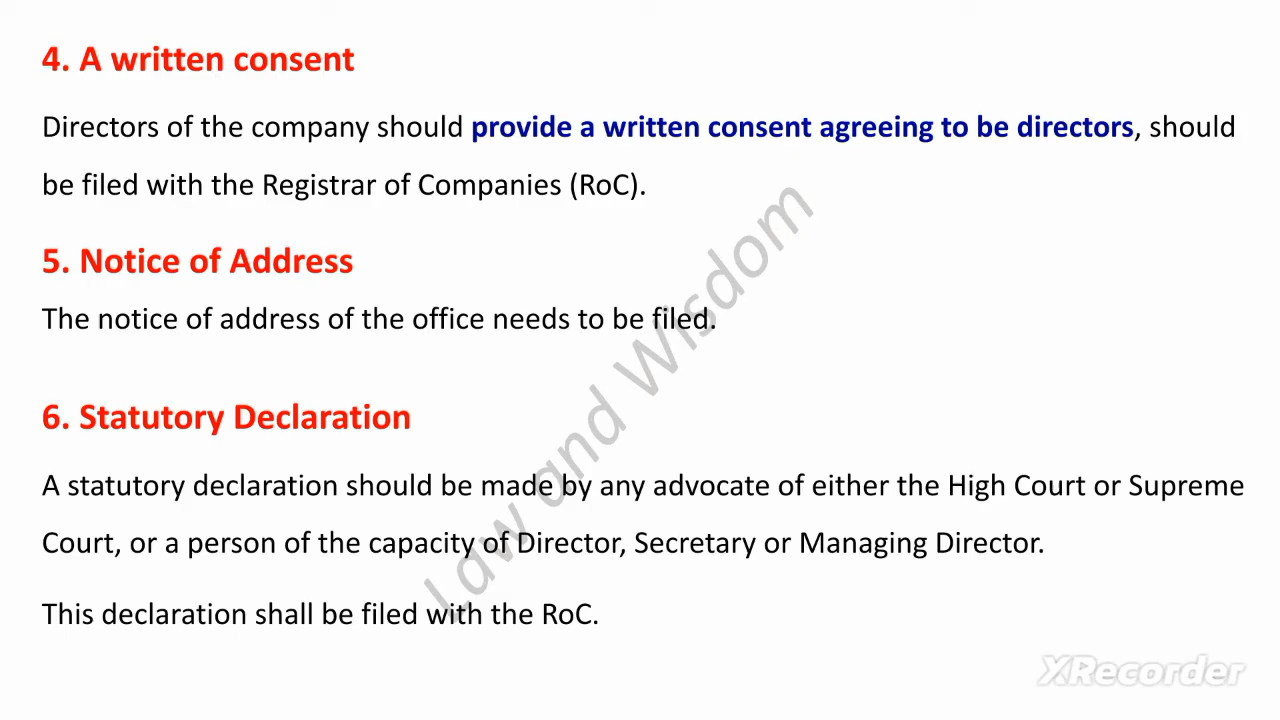 4. A written consent
Directors of the company should provide a written consent agreeing to be directors, should
be filed with the Registrar of Companies (RoC).
5. Notice of Address
The notice of address of the office needs to be filed.
6. Statutory Declaration
A statutory declaration should be made by any advocate of either the High Court or Supreme
Court, or a person of the capacity of Director, Secretary or Managing Director.
This declaration shall be filed with the RoC.
Law and Wisdom
XRecorder